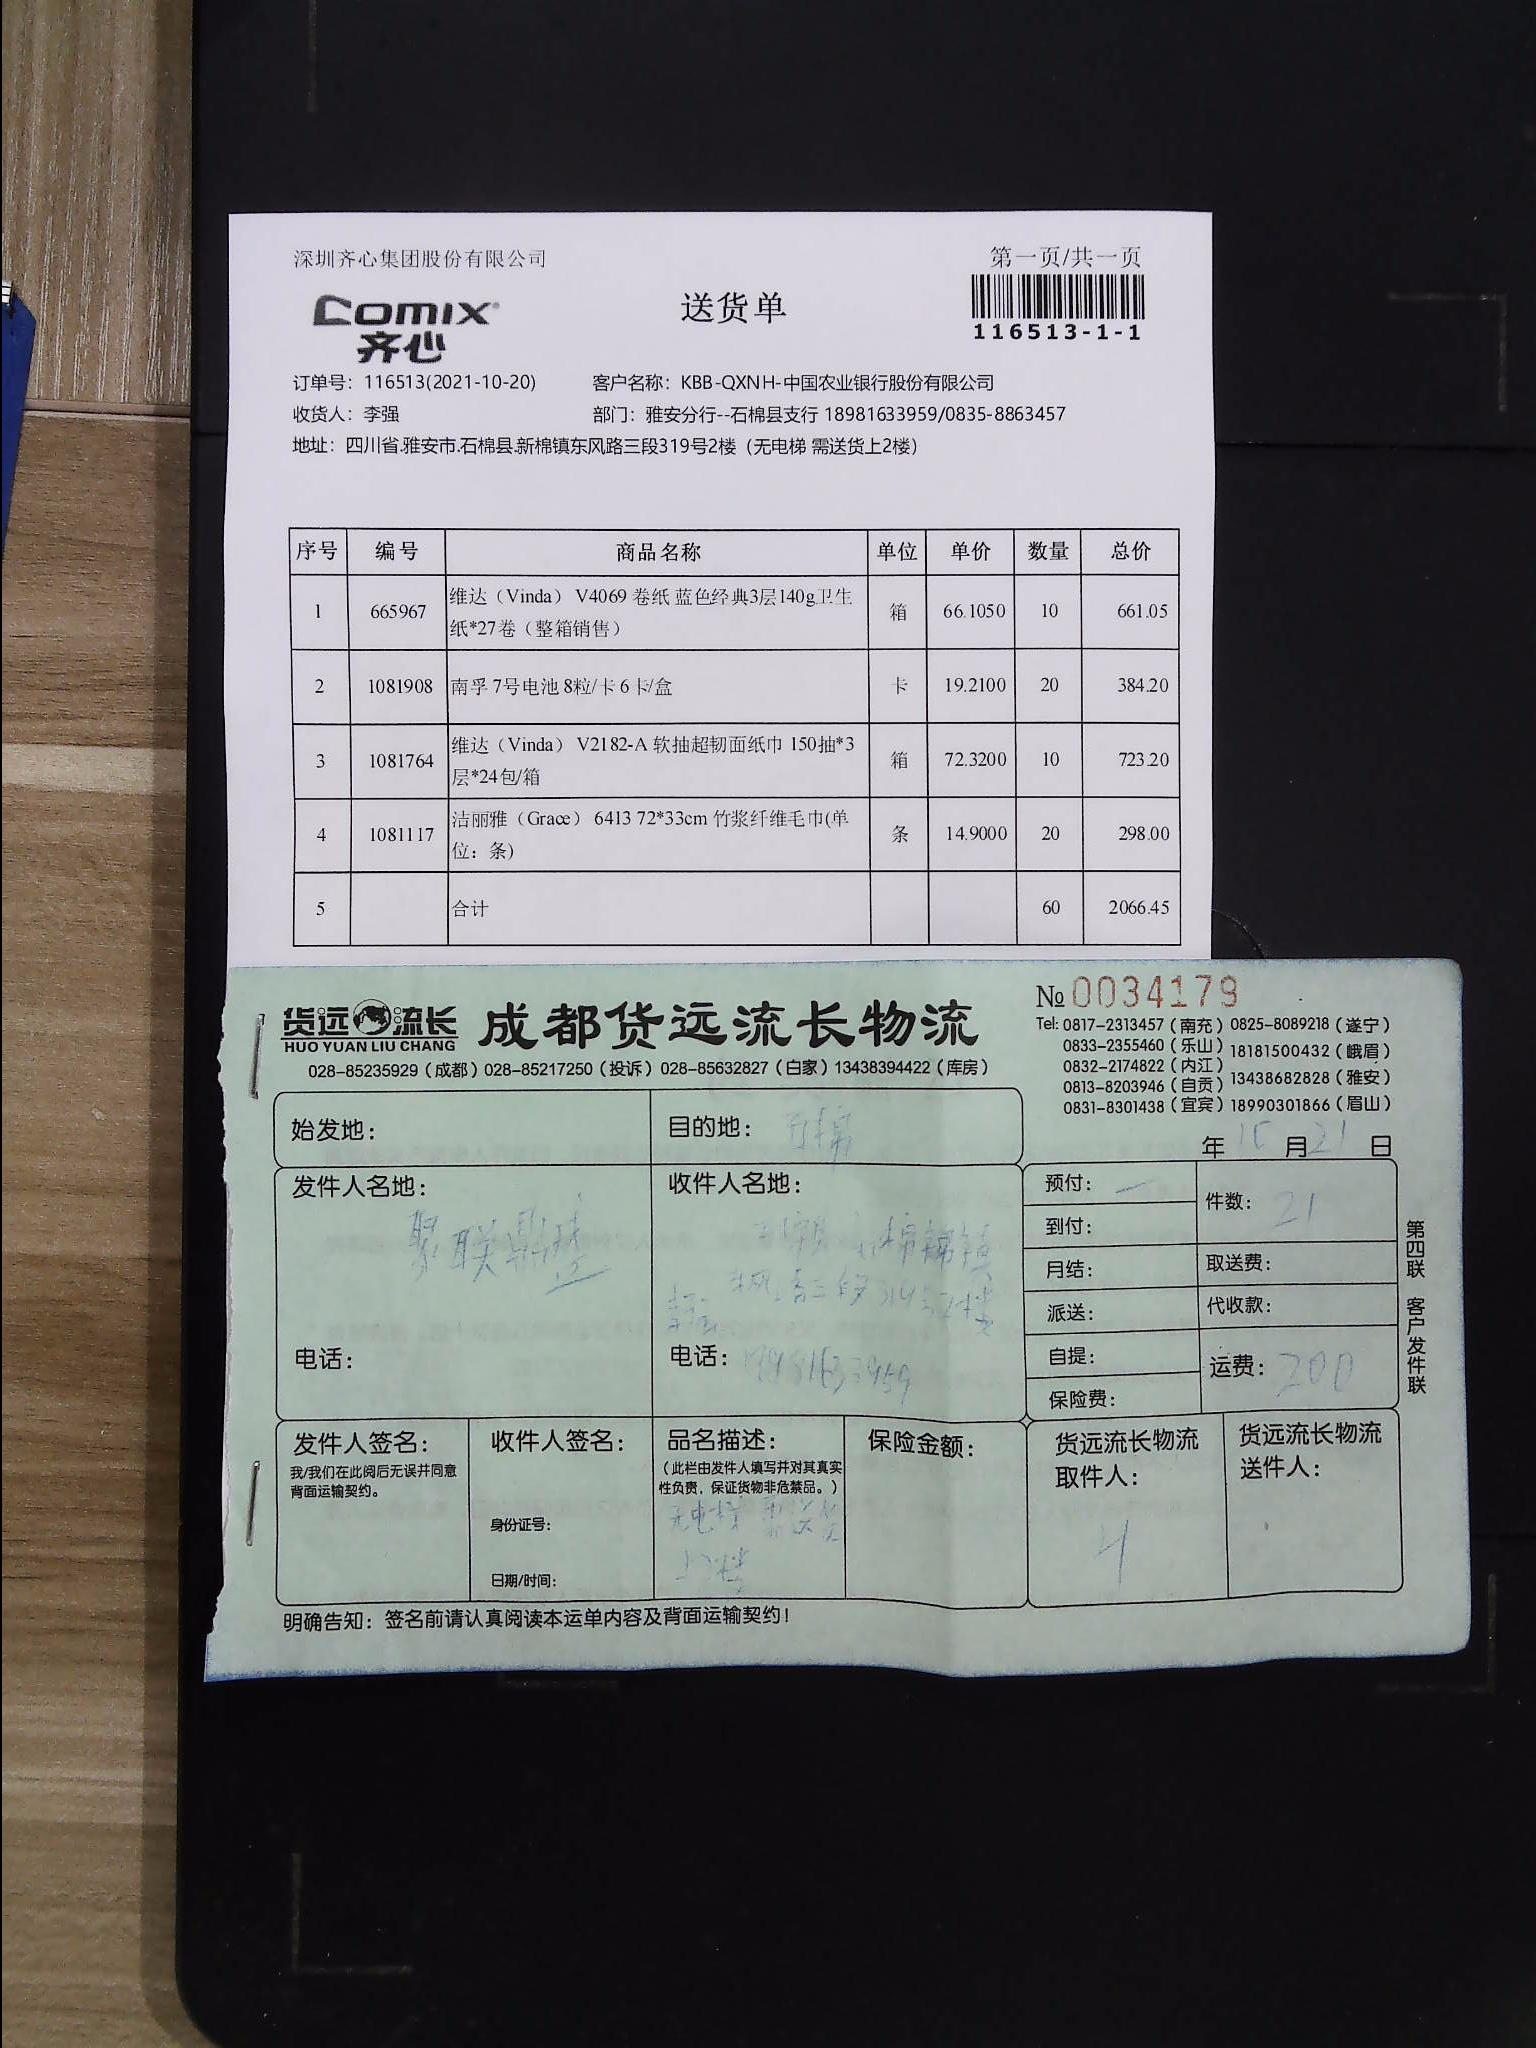 深圳齐心集团股份有限公司
第一页/共一页
COMIX
齐心
送货单
116513-1-1
订单号：116513(2021-10-20) 客户名称：KBB-QXNH-中国农业银行股份有限公司
收货人：李强 部门：雅安分行--石棉县支行 18981633959/0835-8863457
地址：四川省.雅安市.石棉县.新棉镇东风路三段319号2楼（无电梯 需送货上2楼）
序号 编号 商品名称 单位 单价 数量 总价
1 665967 维达（Vinda） V4069 卷纸 蓝色经典3层140g卫生纸*27卷（整箱销售） 箱 66.1050 10 661.05
2 1081908 南孚 7号电池 8粒/卡 6卡/盒 卡 19.2100 20 384.20
3 1081764 维达（Vinda） V2182-A 软抽超韧面纸巾 150抽*3层*24包/箱 箱 72.3200 10 723.20
4 1081117 洁丽雅（Grace） 6413 72*33cm 竹浆纤维毛巾(单位：条) 条 14.9000 20 298.00
5 合计 60 2066.45
货远流长
HUO YUAN LIU CHANG
成都货远流长物流
028-85235929（成都）028-85217250（投诉）028-85632827（白家）13438394422（库房）
№ 0034179
Tel: 0817-2313457（南充）0825-8089218（遂宁）
0833-2355460（乐山）18181500432（峨眉）
0832-2174822（内江）
0813-8203946（自贡）13438682828（雅安）
0831-8301438（宜宾）18990301866（眉山）
年 月 21 日
始发地： 目的地：石棉
发件人名地： 收件人名地：
聚联鼎
电话： 电话：18981633959
预付：
到付：
月结：
派送：
自提：
保险费：
件数：21
取送费：
代收款：
运费：200
第四联 客户发件联
发件人签名：
我/我们在此阅后无误并同意
背面运输契约。
收件人签名：
身份证号：
日期/时间：
品名描述：
（此栏由发件人填写并对其真实
性负责，保证货物非危禁品。）
无电梯
保险金额：
货远流长物流
取件人：
货远流长物流
送件人：
明确告知：签名前请认真阅读本运单内容及背面运输契约！